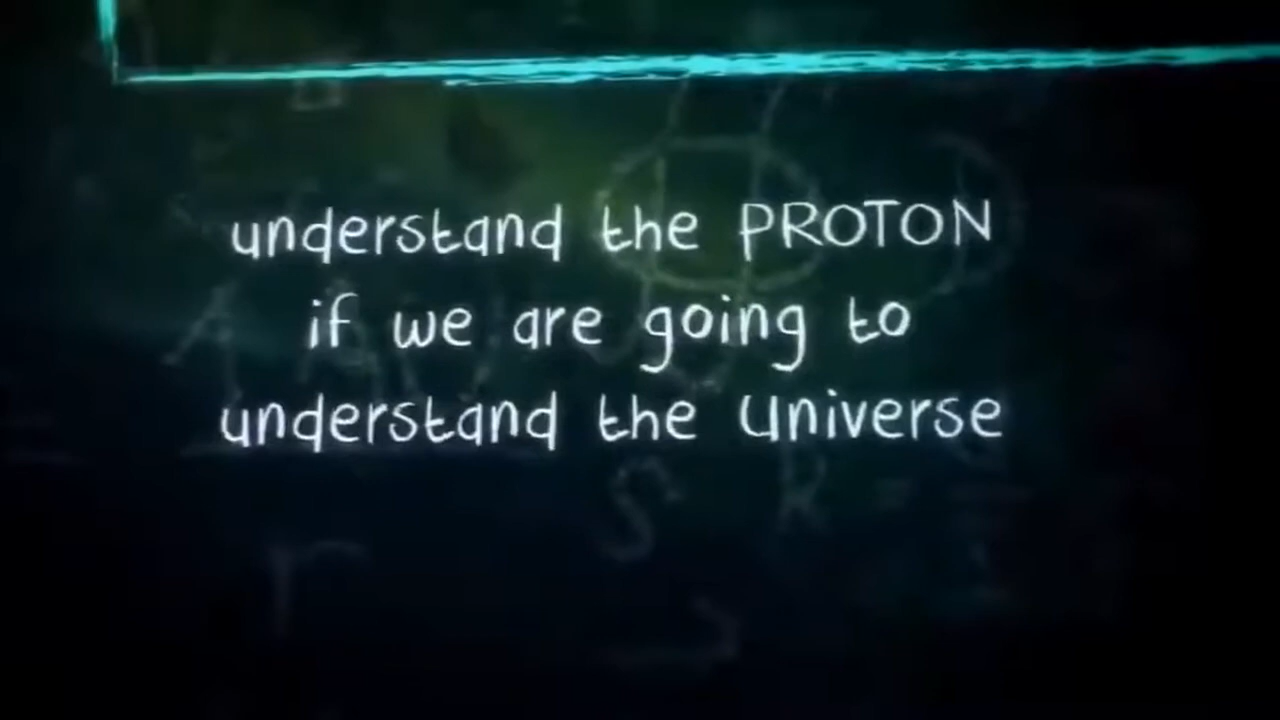 understand the PROTON
if we are going to
understand the Universe